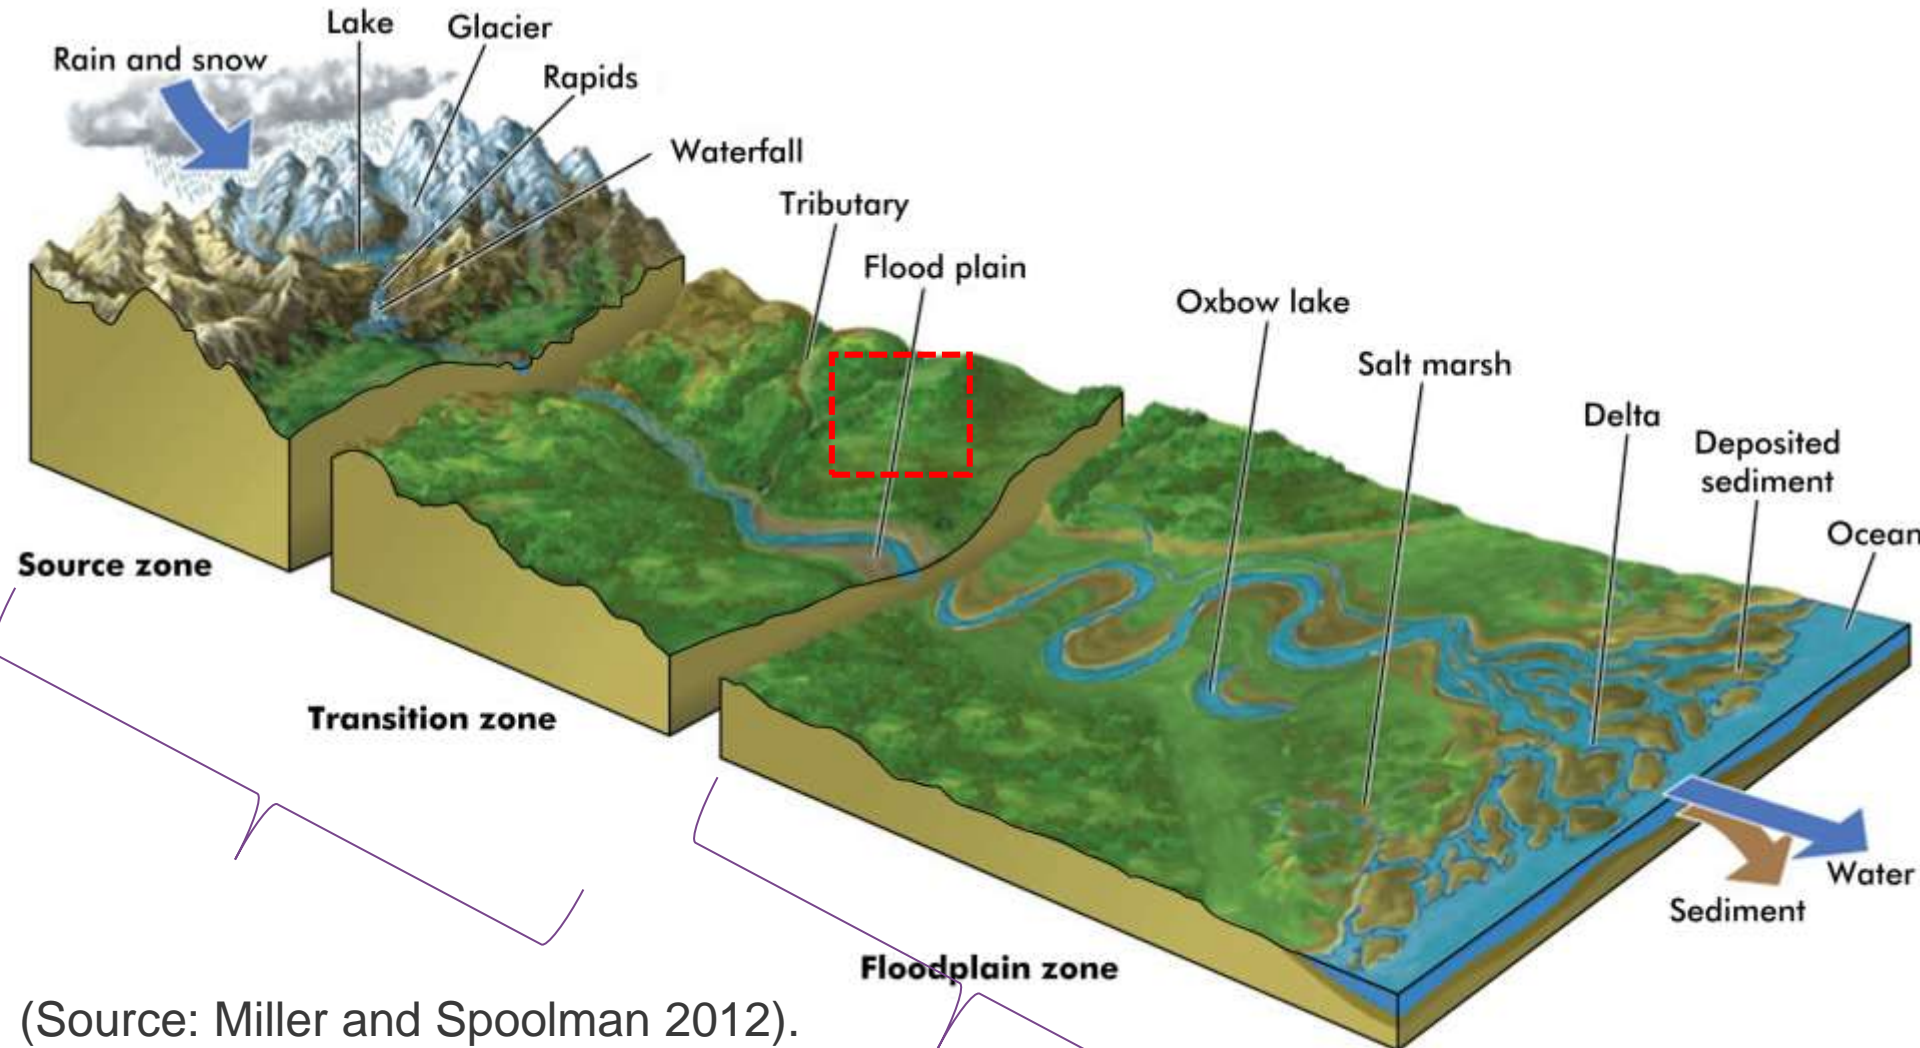 Lake
Glacier
Rain and snow
Rapids
Waterfall
Tributary
Flood plain
Oxbow lake
Salt marsh
Delta
Deposited
sediment
Ocean
Source zone
Transition zone
Water
Sediment
Floodplain zone
(Source: Miller and Spoolman 2012).